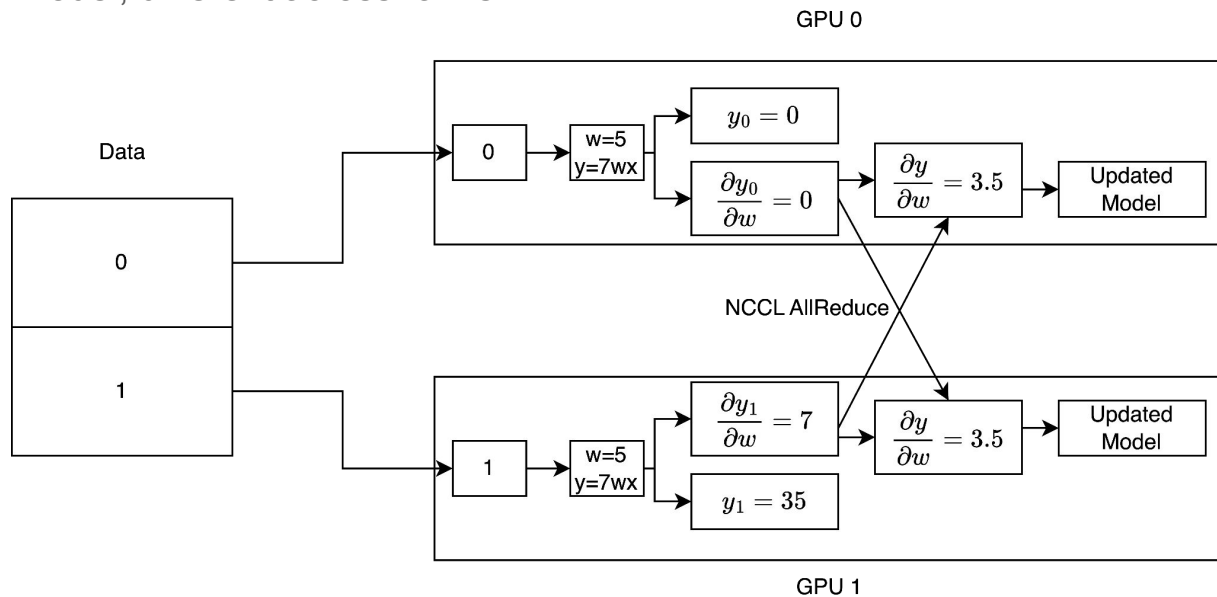 GPU 0
Data
0
w=5
y=7wx
y₀ = 0
∂y₀/∂w = 0
∂y/∂w = 3.5
Updated
Model
0
1
NCCL AllReduce
1
w=5
y=7wx
∂y₁/∂w = 7
y₁ = 35
∂y/∂w = 3.5
Updated
Model
GPU 1